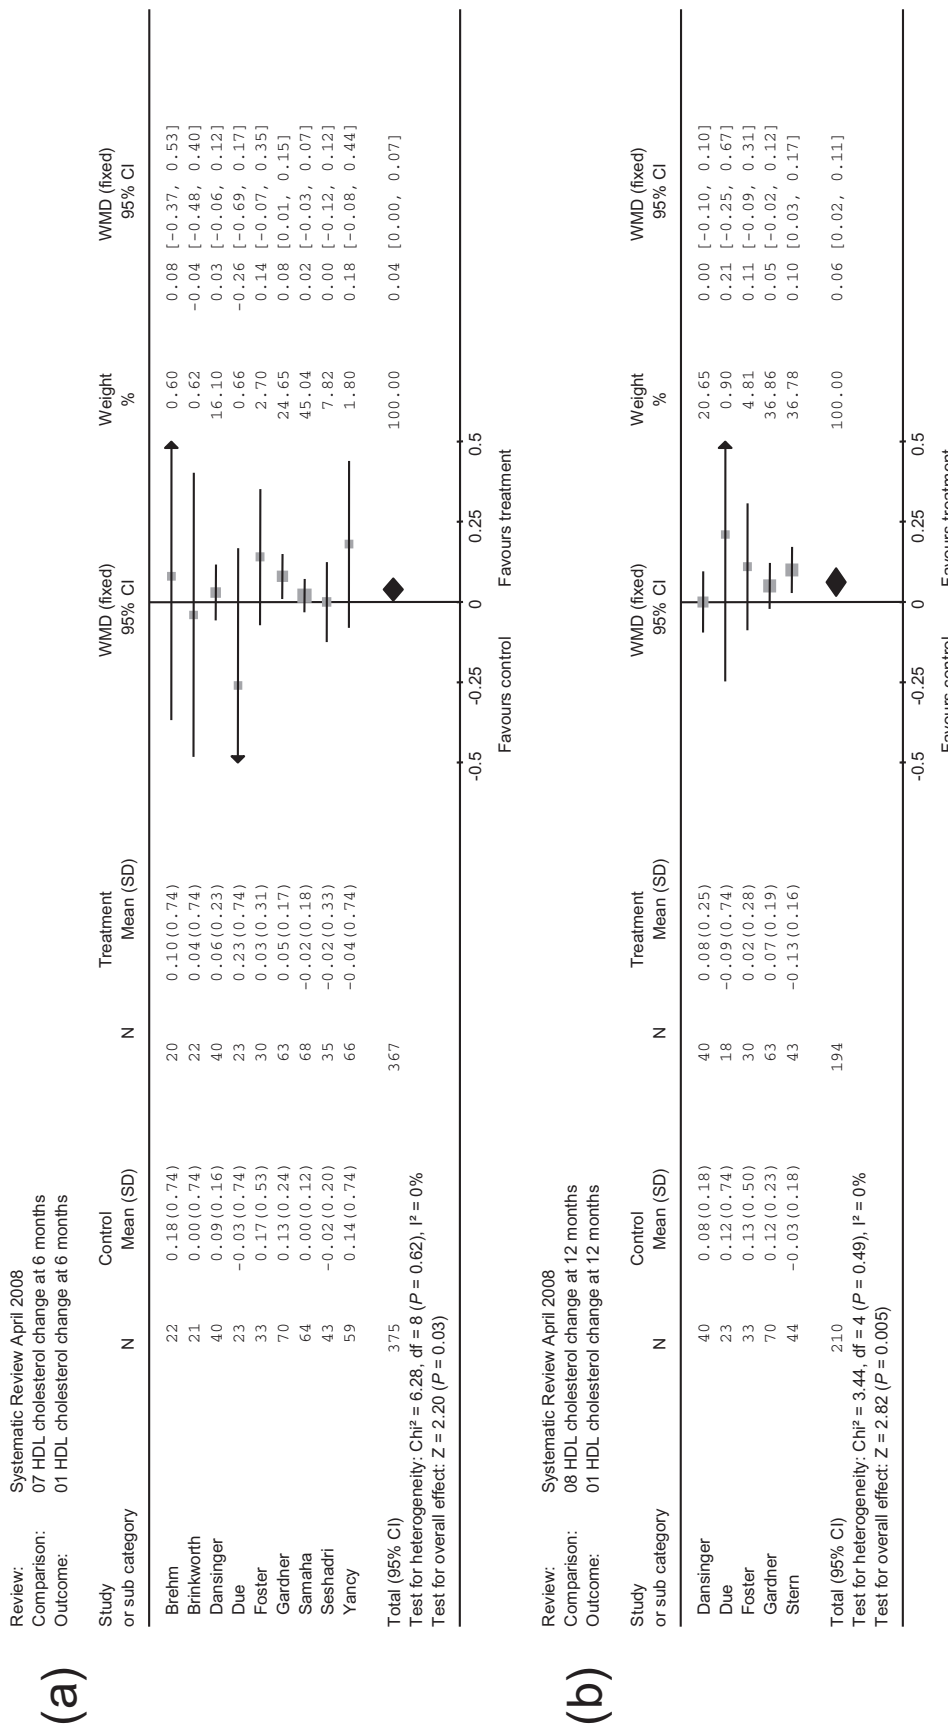 (a)
Review: Systematic Review April 2008
Comparison: 07 HDL cholesterol change at 6 months
Outcome: 01 HDL cholesterol change at 6 months
Study Control Treatment WMD (fixed) Weight WMD (fixed)
or sub category N Mean (SD) N Mean (SD) 95% CI % 95% CI
Brehm 22 0.18(0.74) 20 0.10(0.74) 0.60 0.08 [-0.37, 0.53]
Brinkworth 21 0.00(0.74) 22 0.04(0.74) 0.62 -0.04 [-0.48, 0.40]
Dansinger 40 0.09(0.16) 40 0.06(0.23) 16.10 0.03 [-0.06, 0.12]
Due 23 -0.03(0.74) 23 0.23(0.74) 0.66 -0.26 [-0.69, 0.17]
Foster 33 0.17(0.53) 30 0.03(0.31) 2.70 0.14 [-0.07, 0.35]
Gardner 70 0.13(0.24) 63 0.05(0.17) 24.65 0.08 [0.01, 0.15]
Samaha 64 0.00(0.12) 68 -0.02(0.18) 45.04 0.02 [-0.03, 0.07]
Seshadri 43 -0.02(0.20) 35 -0.02(0.33) 7.82 0.00 [-0.12, 0.12]
Yancy 59 0.14(0.74) 66 -0.04(0.74) 1.80 0.18 [-0.08, 0.44]
Total (95% CI) 375 367 100.00 0.04 [0.00, 0.07]
Test for heterogeneity: Chi² = 6.28, df = 8 (P = 0.62), I² = 0%
Test for overall effect: Z = 2.20 (P = 0.03)
-0.5 -0.25 0 0.25 0.5
Favours control Favours treatment
(b)
Review: Systematic Review April 2008
Comparison: 08 HDL cholesterol change at 12 months
Outcome: 01 HDL cholesterol change at 12 months
Study Control Treatment WMD (fixed) Weight WMD (fixed)
or sub category N Mean (SD) N Mean (SD) 95% CI % 95% CI
Dansinger 40 0.08(0.18) 40 0.08(0.25) 20.65 0.00 [-0.10, 0.10]
Due 23 0.12(0.74) 18 -0.09(0.74) 0.90 0.21 [-0.25, 0.67]
Foster 33 0.13(0.50) 30 0.02(0.28) 4.81 0.11 [-0.09, 0.31]
Gardner 70 0.12(0.23) 63 0.07(0.19) 36.86 0.05 [-0.02, 0.12]
Stern 44 -0.03(0.18) 43 -0.13(0.16) 36.78 0.10 [0.03, 0.17]
Total (95% CI) 210 194 100.00 0.06 [0.02, 0.11]
Test for heterogeneity: Chi² = 3.44, df = 4 (P = 0.49), I² = 0%
Test for overall effect: Z = 2.82 (P = 0.005)
-0.5 -0.25 0 0.25 0.5
Favours control Favours treatment